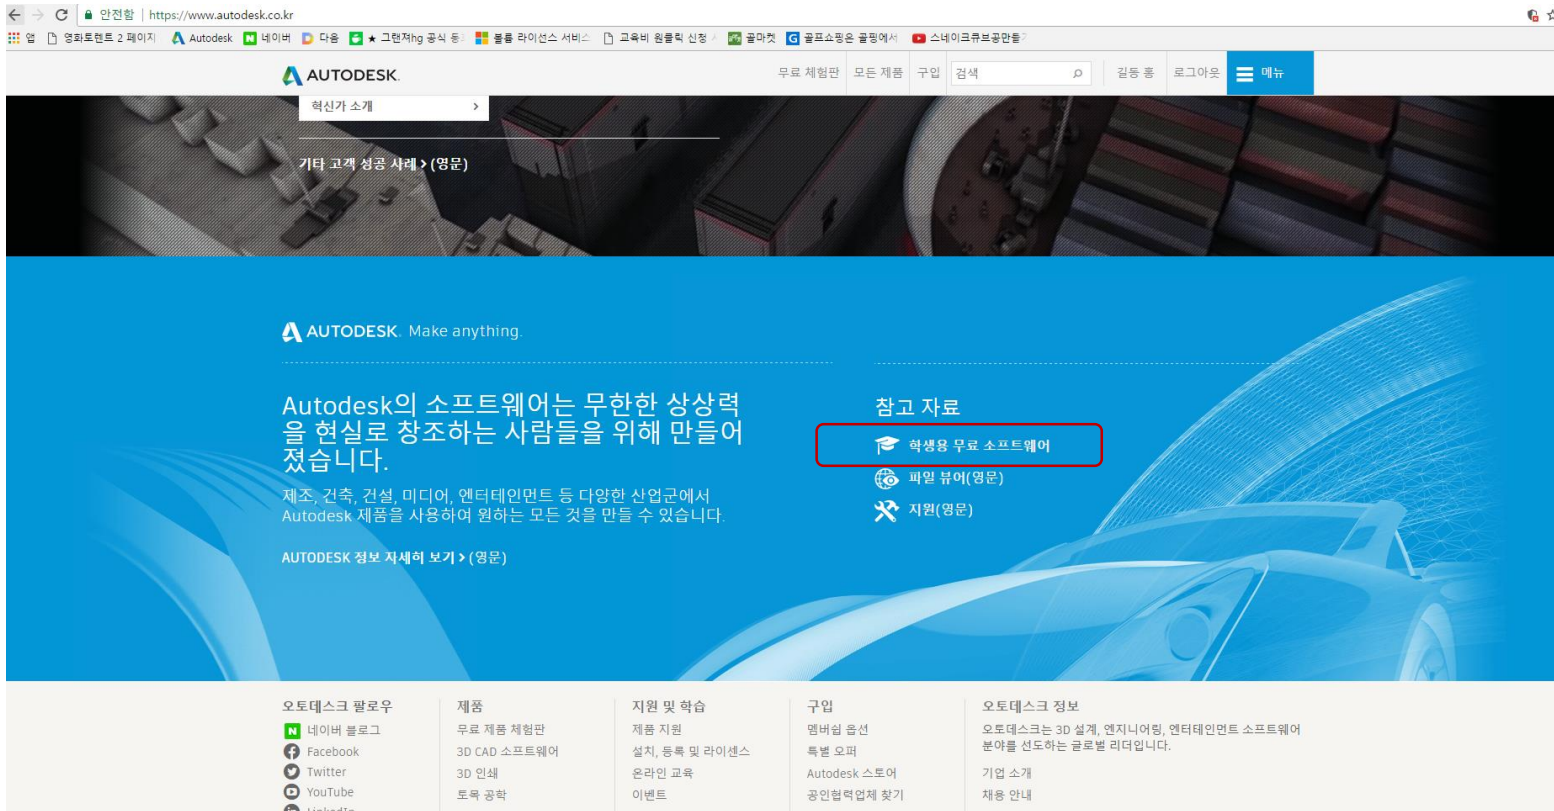 안전함 | https://www.autodesk.co.kr
앱 영화토렌트 2 페이지 Autodesk 네이버 다음 ★ 그랜져hg 공식 동 볼륨 라이선스 서비스 교육비 원클릭 신청 골마켓 골프쇼핑은 골핑에서 스네이크큐브공만들기
AUTODESK. 무료 체험판 모든 제품 구입 검색 길동 홍 로그아웃 메뉴
혁신가 소개 >
기타 고객 성공 사례 > (영문)
AUTODESK. Make anything.
Autodesk의 소프트웨어는 무한한 상상력
을 현실로 창조하는 사람들을 위해 만들어
졌습니다.
제조, 건축, 건설, 미디어, 엔터테인먼트 등 다양한 산업군에서
Autodesk 제품을 사용하여 원하는 모든 것을 만들 수 있습니다.
AUTODESK 정보 자세히 보기 > (영문)
참고 자료
학생용 무료 소프트웨어
파일 뷰어(영문)
지원(영문)
오토데스크 팔로우
네이버 블로그
Facebook
Twitter
YouTube
LinkedIn
제품
무료 제품 체험판
3D CAD 소프트웨어
3D 인쇄
토목 공학
지원 및 학습
제품 지원
설치, 등록 및 라이센스
온라인 교육
이벤트
구입
멤버쉽 옵션
특별 오퍼
Autodesk 스토어
공인협력업체 찾기
오토데스크 정보
오토데스크는 3D 설계, 엔지니어링, 엔터테인먼트 소프트웨어
분야를 선도하는 글로벌 리더입니다.
기업 소개
채용 안내